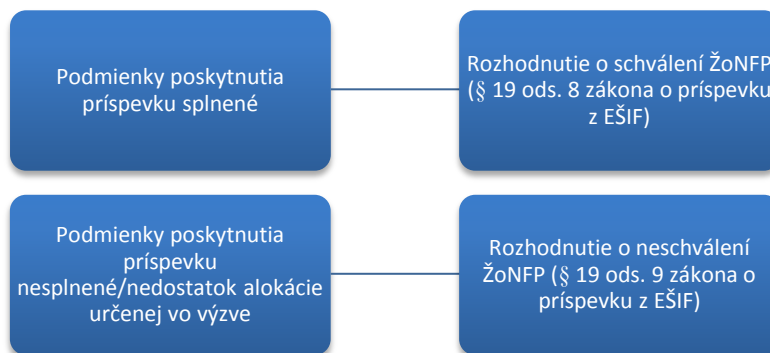 Podmienky poskytnutia
príspevku splnené
Rozhodnutie o schválení ŽoNFP
(§ 19 ods. 8 zákona o príspevku
z EŠIF)
Podmienky poskytnutia
príspevku
nesplnené/nedostatok alokácie
určenej vo výzve
Rozhodnutie o neschválení
ŽoNFP (§ 19 ods. 9 zákona o
príspevku z EŠIF)